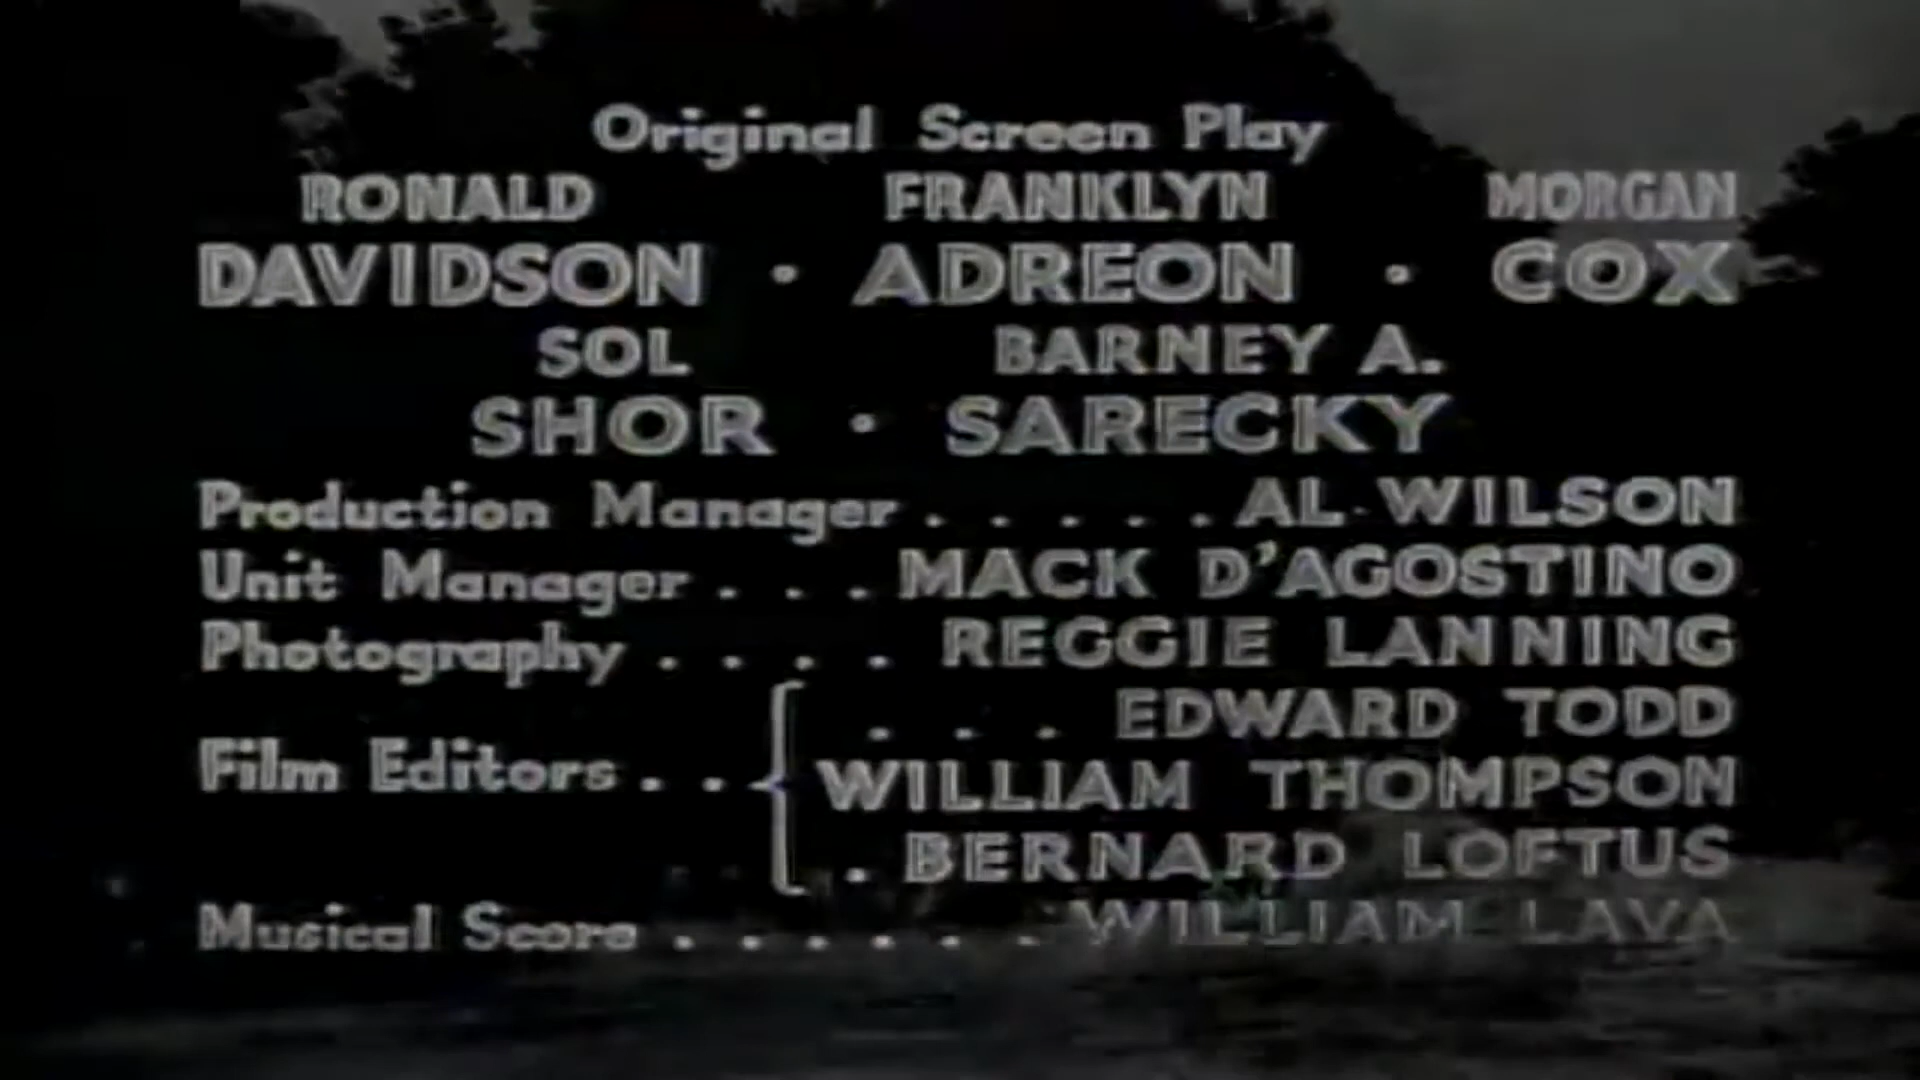 Original Screen Play
RONALD FRANKLYN MORGAN
DAVIDSON · ADREON · COX
SOL BARNEY A.
SHOR · SARECKY
Production Manager . . . . . AL WILSON
Unit Manager . . . MACK D'AGOSTINO
Photography . . . . REGGIE LANNING
. . . EDWARD TODD
Film Editors . . { WILLIAM THOMPSON
. BERNARD LOFTUS
Musical Score . . . . . . WILLIAM LAVA